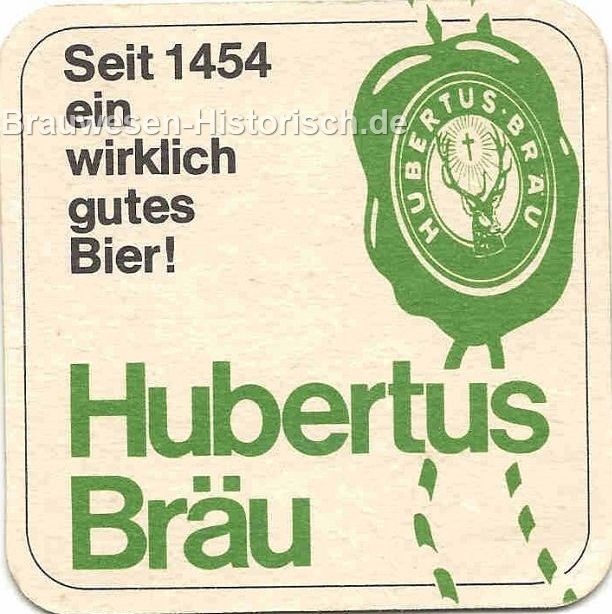 Seit 1454
ein
wirklich
gutes
Bier!
Brauwesen-Historisch.de
HUBERTUS·BRÄU
Hubertus
Bräu